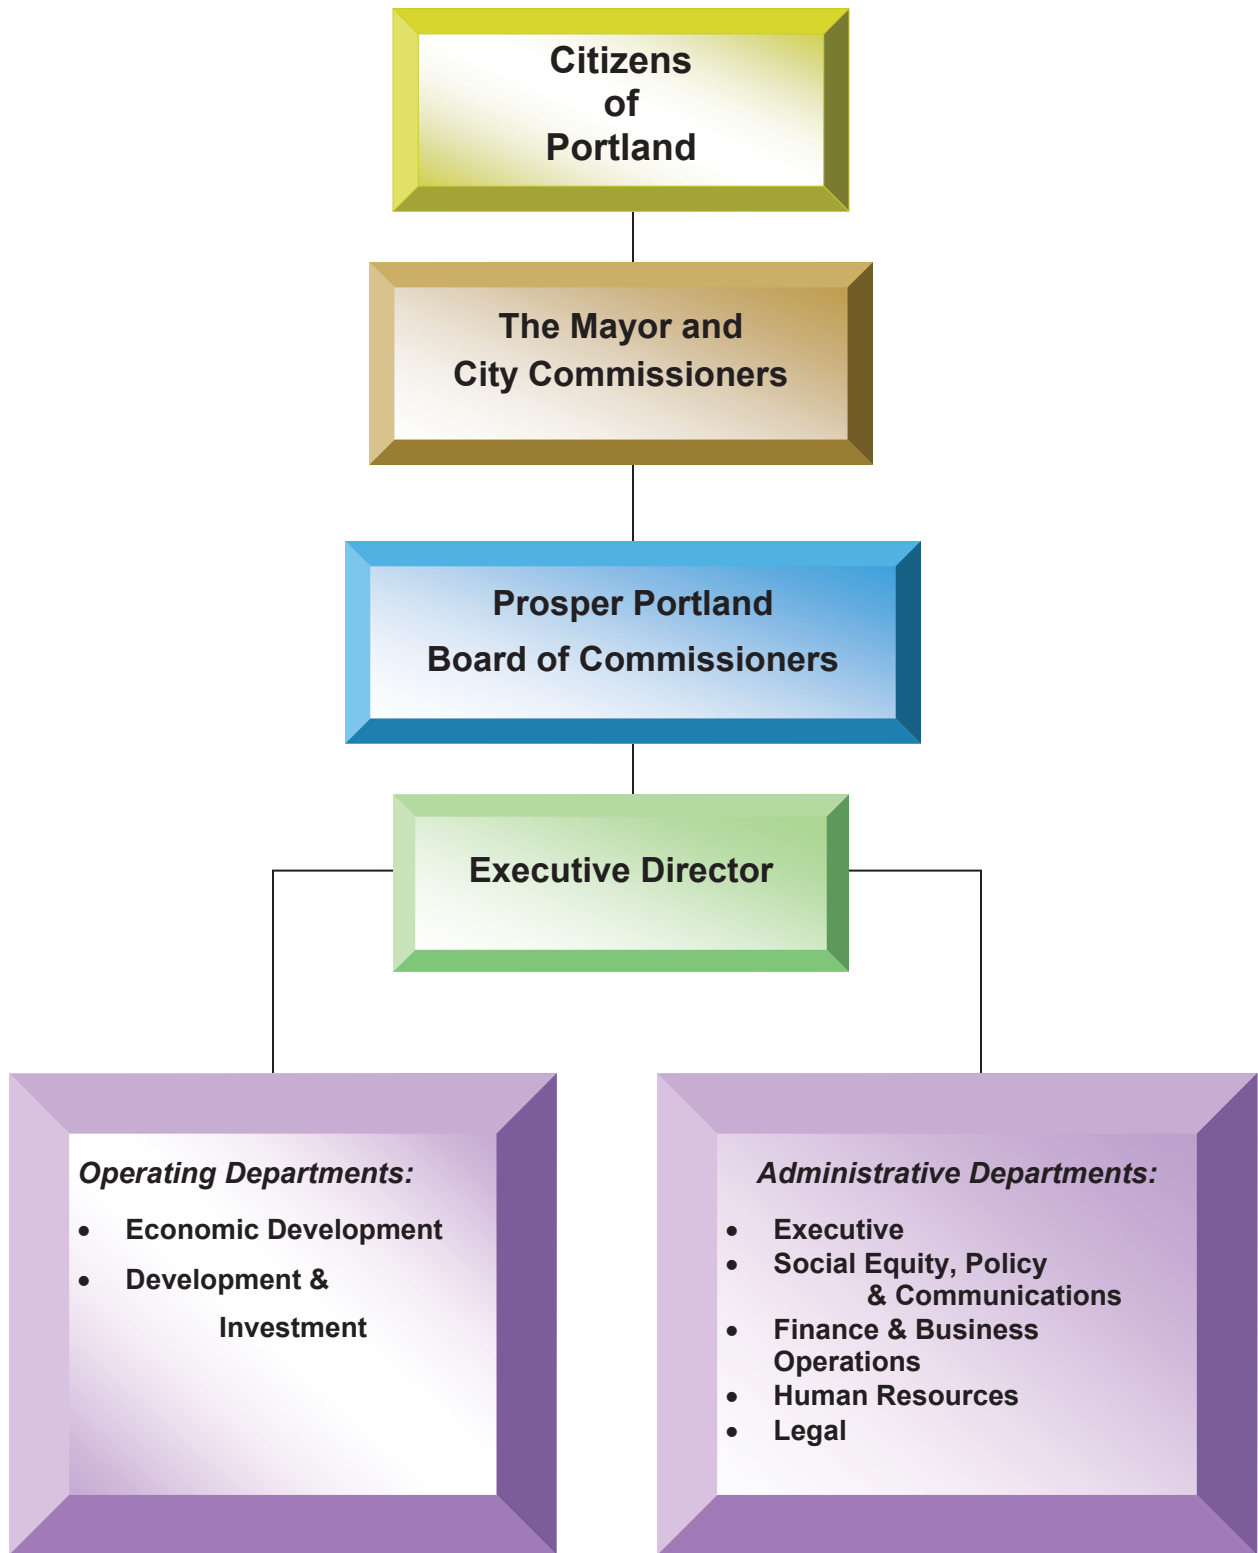 Citizens
of
Portland
The Mayor and
City Commissioners
Prosper Portland
Board of Commissioners
Executive Director
Operating Departments:
• Economic Development
• Development &
Investment
Administrative Departments:
• Executive
• Social Equity, Policy
& Communications
• Finance & Business
Operations
• Human Resources
• Legal